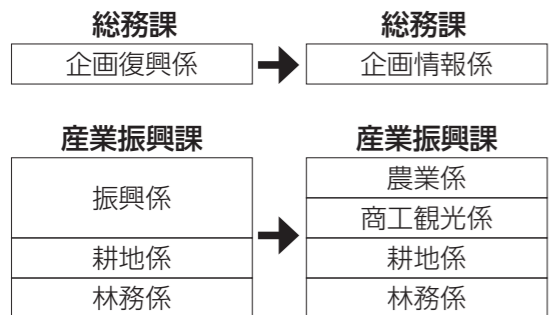 総務課 総務課
企画復興係 企画情報係
産業振興課 産業振興課
振興係
農業係
商工観光係
耕地係 耕地係
林務係 林務係